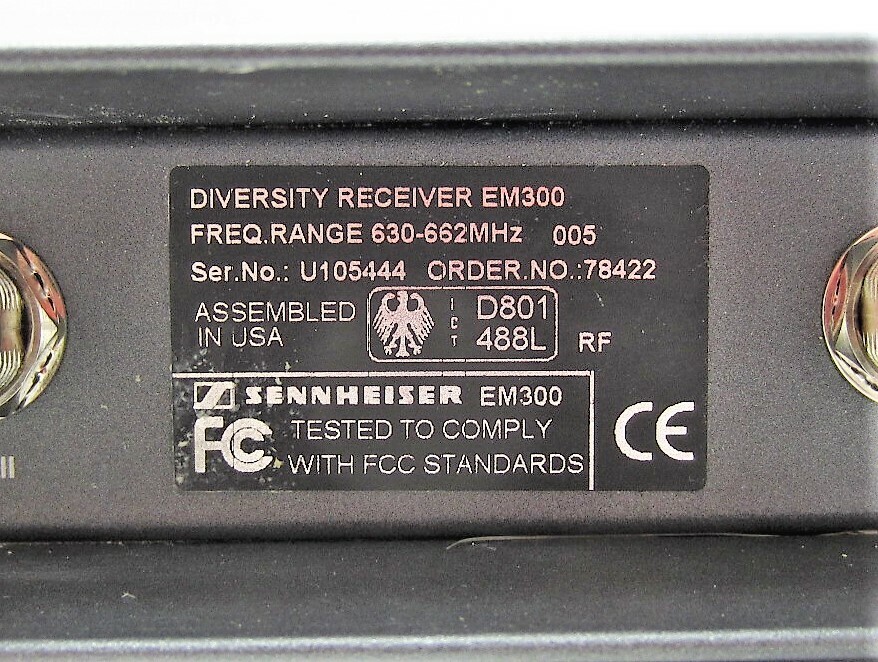 DIVERSITY RECEIVER EM300
FREQ.RANGE 630-662MHz 005
Ser.No.: U105444 ORDER.NO.:78422
ASSEMBLED
IN USA
ICT
D801
488L
RF
SENNHEISER EM300
FC TESTED TO COMPLY
WITH FCC STANDARDS
CE
II